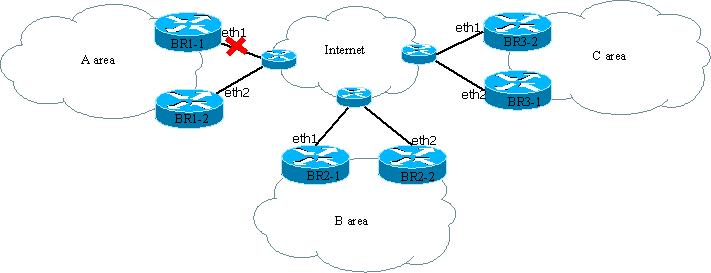 eth1
BR1-1
A area
eth2
BR1-2
Internet
eth1
BR3-2
C area
eth2
BR3-1
eth1
eth2
BR2-1
BR2-2
B area